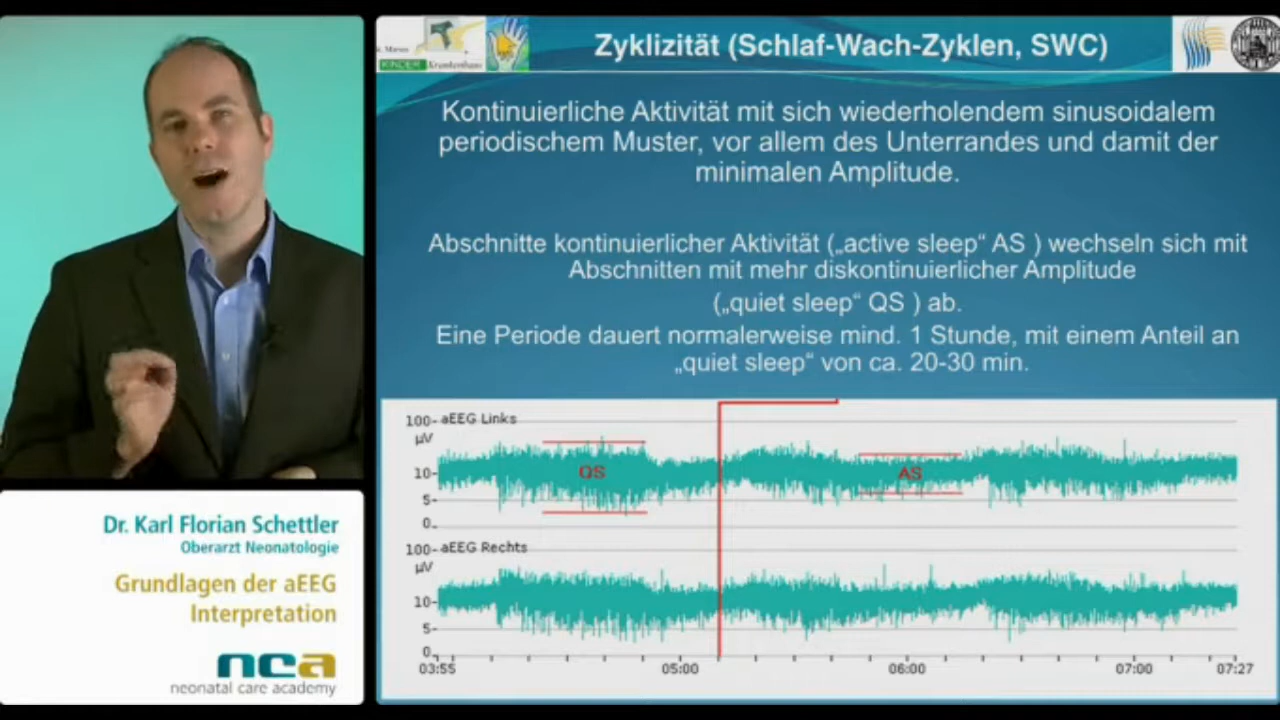 Zyklizität (Schlaf-Wach-Zyklen, SWC)
KINDER Krankenhaus
Kontinuierliche Aktivität mit sich wiederholendem sinusoidalem
periodischem Muster, vor allem des Unterrandes und damit der
minimalen Amplitude.
Abschnitte kontinuierlicher Aktivität („active sleep“ AS ) wechseln sich mit
Abschnitten mit mehr diskontinuierlicher Amplitude
(„quiet sleep“ QS ) ab.
Eine Periode dauert normalerweise mind. 1 Stunde, mit einem Anteil an
„quiet sleep“ von ca. 20-30 min.
100- aEEG Links
µV
10-
5-
0-
QS
AS
100- aEEG Rechts
µV
10-
5-
0-
03:55 05:00 06:00 07:00 07:27
Dr. Karl Florian Schettler
Oberarzt Neonatologie
Grundlagen der aEEG
Interpretation
nca
neonatal care academy